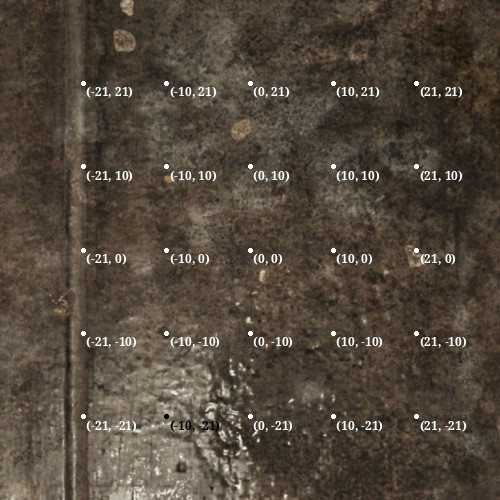 (-21, 21) (-10, 21) (0, 21) (10, 21) (21, 21)
(-21, 10) (-10, 10) (0, 10) (10, 10) (21, 10)
(-21, 0) (-10, 0) (0, 0) (10, 0) (21, 0)
(-21, -10) (-10, -10) (0, -10) (10, -10) (21, -10)
(-21, -21) (-10, -21) (0, -21) (10, -21) (21, -21)